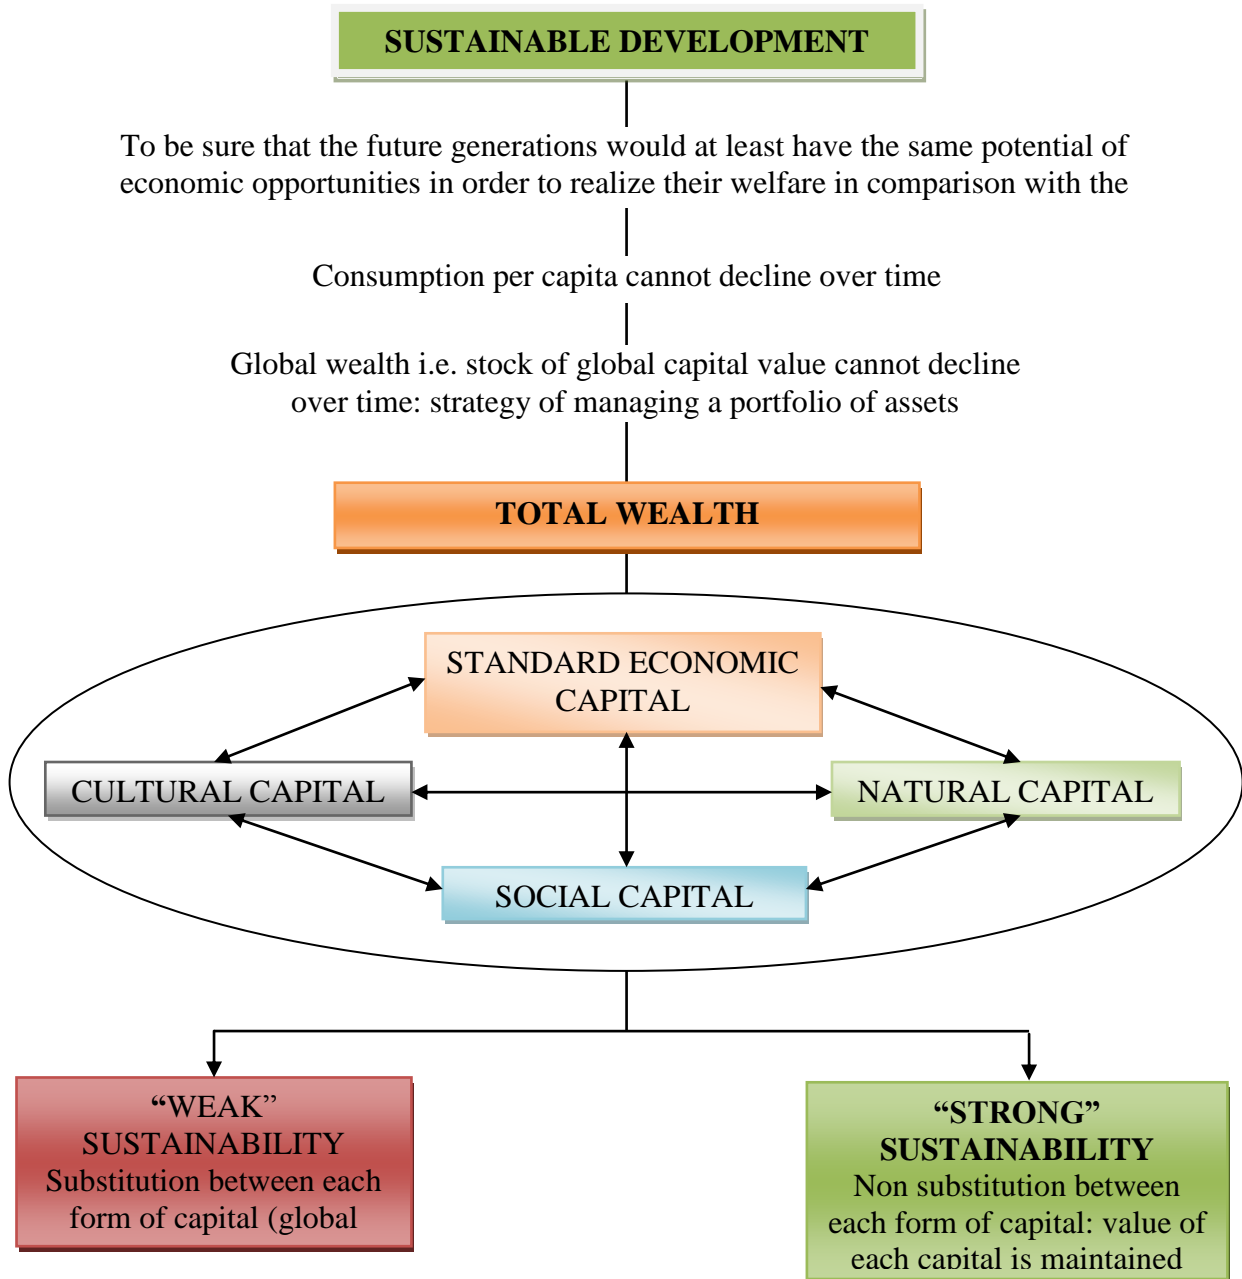 SUSTAINABLE DEVELOPMENT
To be sure that the future generations would at least have the same potential of
economic opportunities in order to realize their welfare in comparison with the
Consumption per capita cannot decline over time
Global wealth i.e. stock of global capital value cannot decline
over time: strategy of managing a portfolio of assets
TOTAL WEALTH
STANDARD ECONOMIC
CAPITAL
CULTURAL CAPITAL
NATURAL CAPITAL
SOCIAL CAPITAL
“WEAK”
SUSTAINABILITY
Substitution between each
form of capital (global
“STRONG”
SUSTAINABILITY
Non substitution between
each form of capital: value of
each capital is maintained